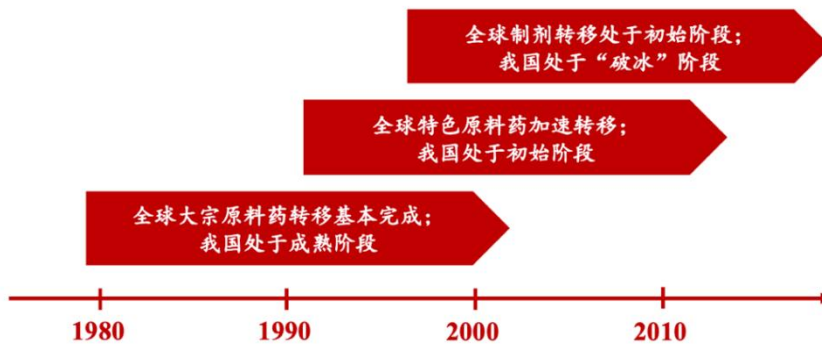 全球制剂转移处于初始阶段；
我国处于“破冰”阶段
全球特色原料药加速转移；
我国处于初始阶段
全球大宗原料药转移基本完成；
我国处于成熟阶段
1980
1990
2000
2010